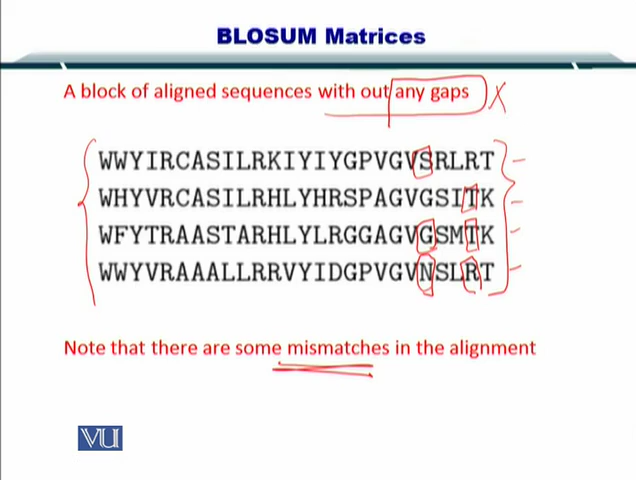 BLOSUM Matrices
A block of aligned sequences with out any gaps X
WWYIRCASILRKIYIYGPVGVSRLRT
WHYVRCASILRHLYHRSPAGVGSITK
WFYTRAASTARHLYLRGGAGVGSMTK
WWYVRAAALLRRVYIDGPVGVNSLRT
Note that there are some mismatches in the alignment
VU